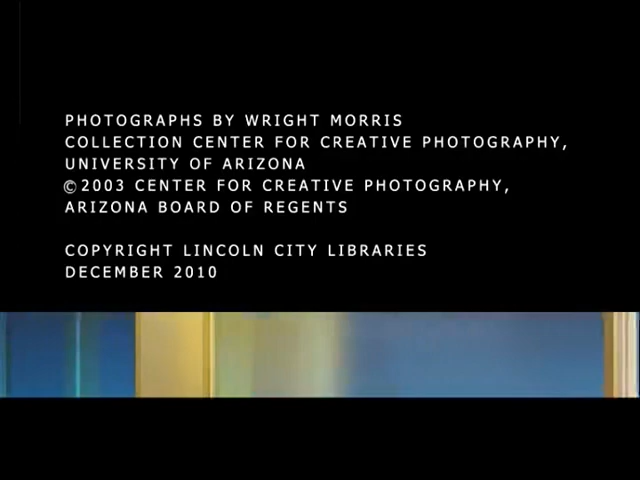 PHOTOGRAPHS BY WRIGHT MORRIS
COLLECTION CENTER FOR CREATIVE PHOTOGRAPHY,
UNIVERSITY OF ARIZONA
©2003 CENTER FOR CREATIVE PHOTOGRAPHY,
ARIZONA BOARD OF REGENTS
COPYRIGHT LINCOLN CITY LIBRARIES
DECEMBER 2010